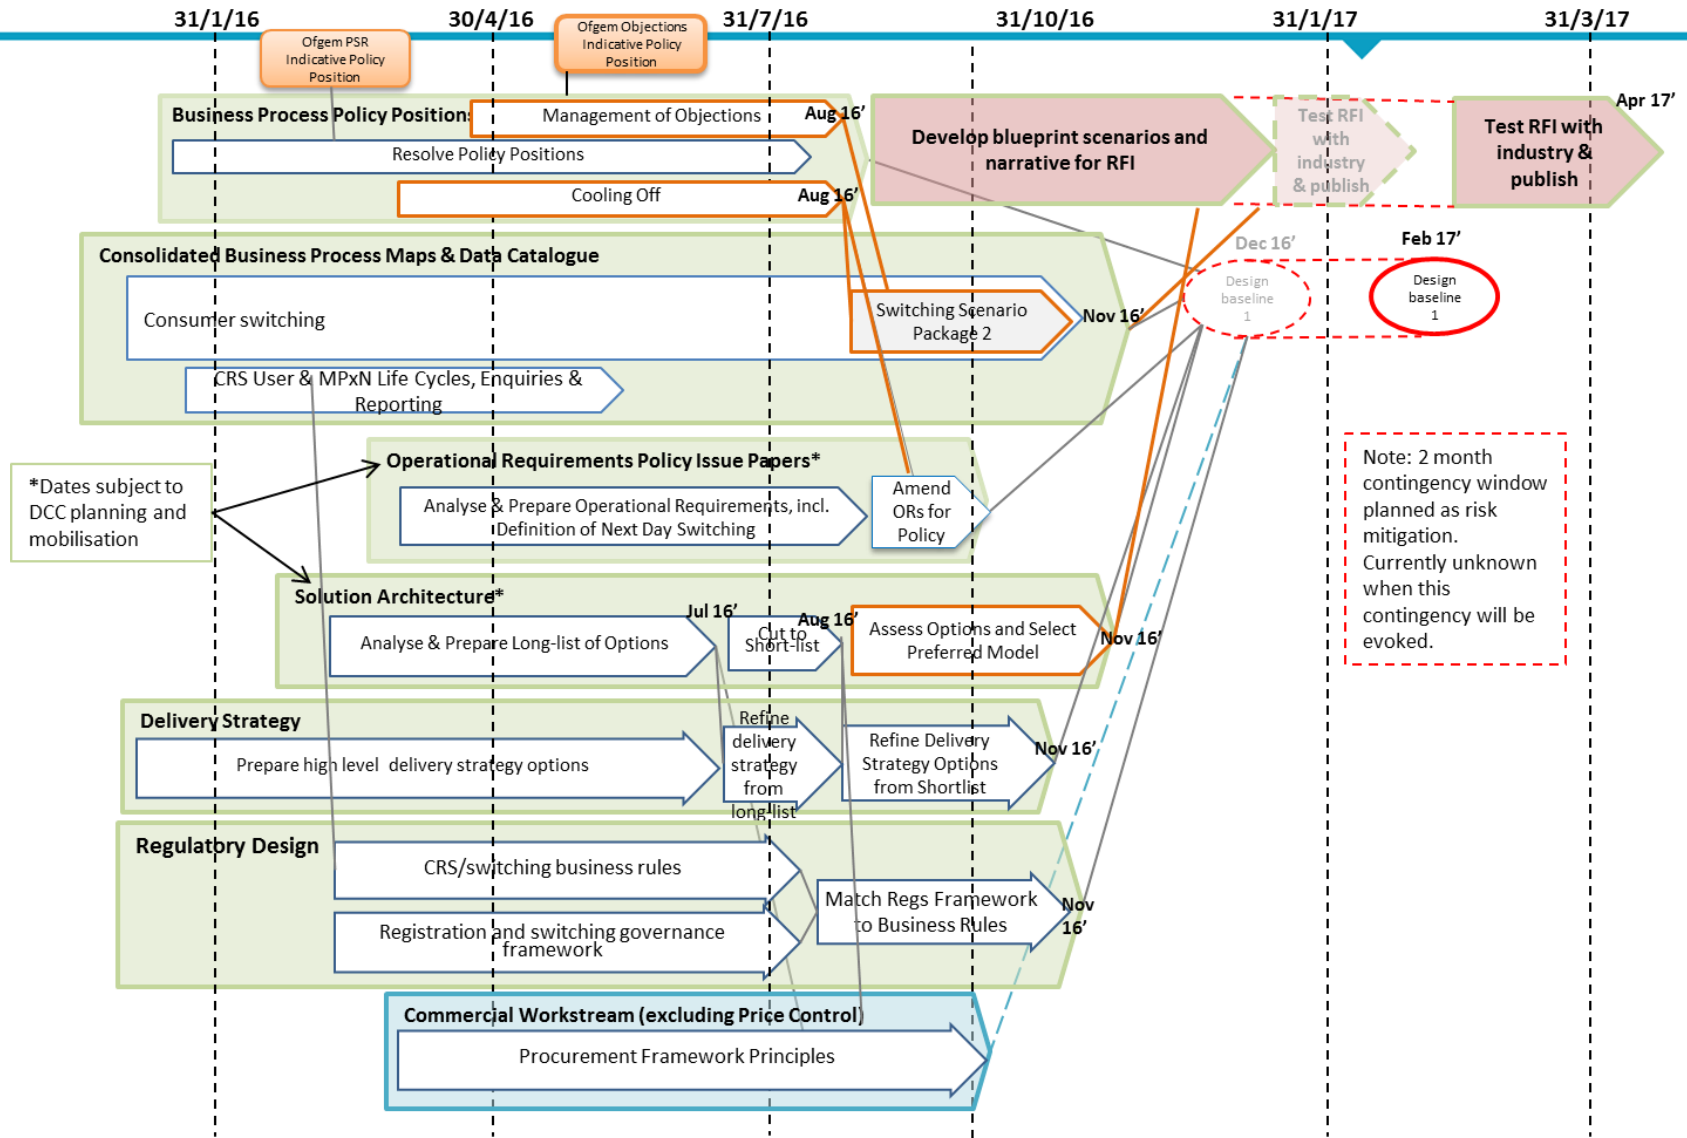 31/1/16
30/4/16
31/7/16
31/10/16
31/1/17
31/3/17
Ofgem PSR
Indicative Policy
Position
Ofgem Objections
Indicative Policy
Position
Business Process Policy Positions
Management of Objections
Aug 16’
Resolve Policy Positions
Cooling Off
Aug 16’
Develop blueprint scenarios and
narrative for RFI
Test RFI
with
industry
& publish
Test RFI with
industry &
publish
Apr 17’
Consolidated Business Process Maps & Data Catalogue
Consumer switching
Switching Scenario
Package 2
Nov 16’
CRS User & MPxN Life Cycles, Enquiries &
Reporting
Dec 16’
Design
baseline
1
Feb 17’
Design
baseline
1
*Dates subject to
DCC planning and
mobilisation
Operational Requirements Policy Issue Papers*
Analyse & Prepare Operational Requirements, incl.
Definition of Next Day Switching
Amend
ORs for
Policy
Note: 2 month
contingency window
planned as risk
mitigation.
Currently unknown
when this
contingency will be
evoked.
Solution Architecture*
Analyse & Prepare Long-list of Options
Jul 16’
Cut to
Short-list
Aug 16’
Assess Options and Select
Preferred Model
Nov 16’
Delivery Strategy
Prepare high level delivery strategy options
Refine
delivery
strategy
from
long-list
Refine Delivery
Strategy Options
from Shortlist
Nov 16’
Regulatory Design
CRS/switching business rules
Registration and switching governance
framework
Match Regs Framework
to Business Rules
Nov
16’
Commercial Workstream (excluding Price Control)
Procurement Framework Principles